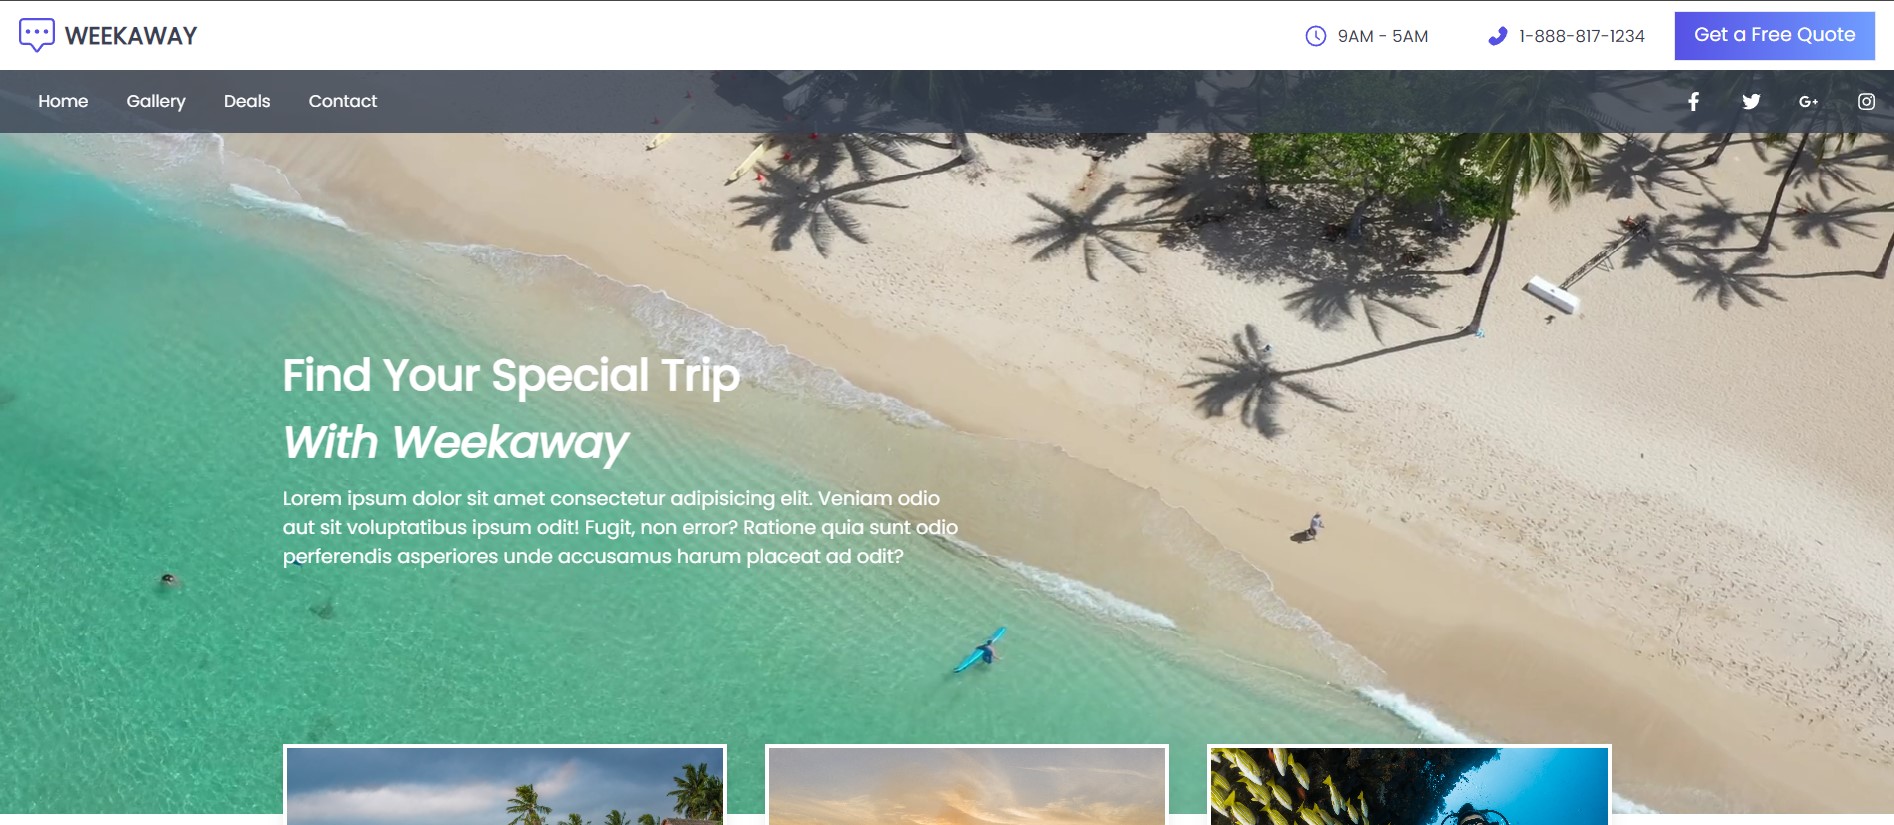 WEEKAWAY
9AM - 5AM
1-888-817-1234
Get a Free Quote
Home
Gallery
Deals
Contact
G+
Find Your Special Trip
With Weekaway
Lorem ipsum dolor sit amet consectetur adipisicing elit. Veniam odio
aut sit voluptatibus ipsum odit! Fugit, non error? Ratione quia sunt odio
perferendis asperiores unde accusamus harum placeat ad odit?